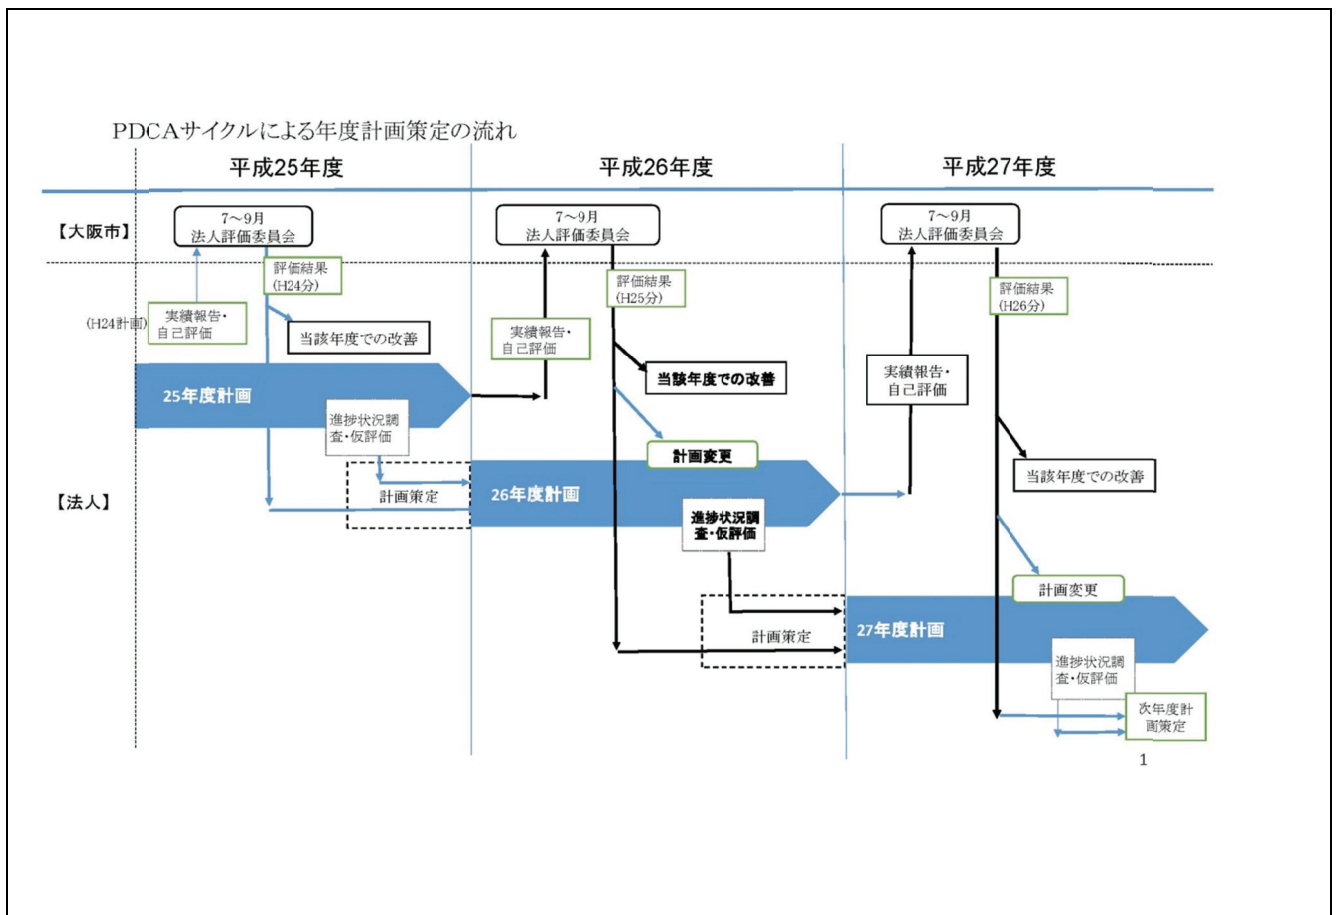 PDCAサイクルによる年度計画策定の流れ
平成25年度
平成26年度
平成27年度
【大阪市】
7～9月
法人評価委員会
7～9月
法人評価委員会
7～9月
法人評価委員会
評価結果
(H24分)
評価結果
(H25分)
評価結果
(H26分)
(H24計画)
実績報告・
自己評価
当該年度での改善
実績報告・
自己評価
当該年度での改善
実績報告・
自己評価
25年度計画
進捗状況調
査・仮評価
計画変更
当該年度での改善
【法人】
計画策定
26年度計画
進捗状況調
査・仮評価
計画変更
計画策定
27年度計画
進捗状況調
査・仮評価
次年度計
画策定
1